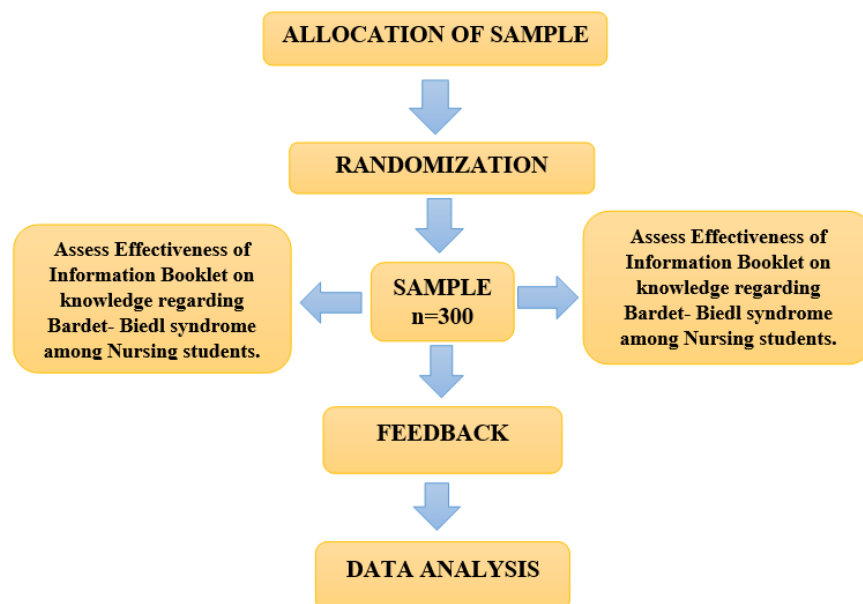 ALLOCATION OF SAMPLE
RANDOMIZATION
Assess Effectiveness of
Information Booklet on
knowledge regarding
Bardet- Biedl syndrome
among Nursing students.
SAMPLE
n=300
Assess Effectiveness of
Information Booklet on
knowledge regarding
Bardet- Biedl syndrome
among Nursing students.
FEEDBACK
DATA ANALYSIS